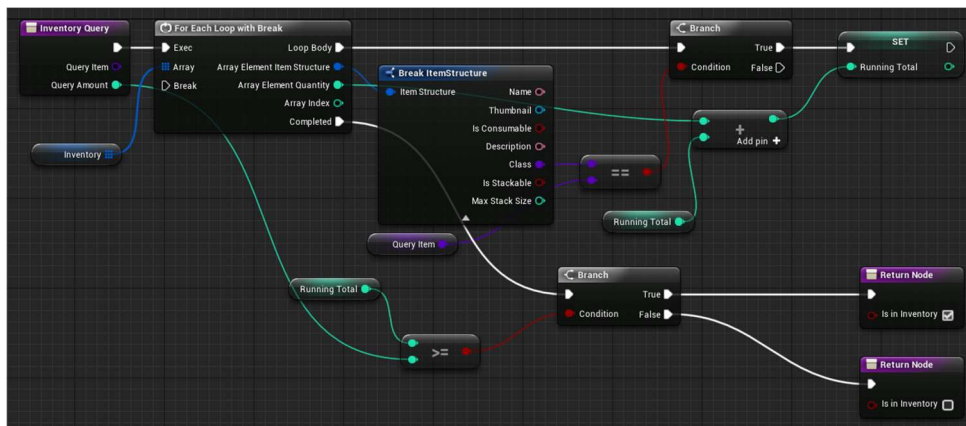 Inventory Query
Query Item
Query Amount
Inventory
For Each Loop with Break
Exec
Loop Body
Array
Array Element Item Structure
Break
Array Element Quantity
Array Index
Completed
Break ItemStructure
Item Structure
Name
Thumbnail
Is Consumable
Description
Class
Is Stackable
Max Stack Size
Query Item
==
Branch
True
Condition
False
+
Add pin +
Running Total
SET
Running Total
Running Total
>=
Branch
True
Condition
False
Return Node
Is in Inventory
Return Node
Is in Inventory